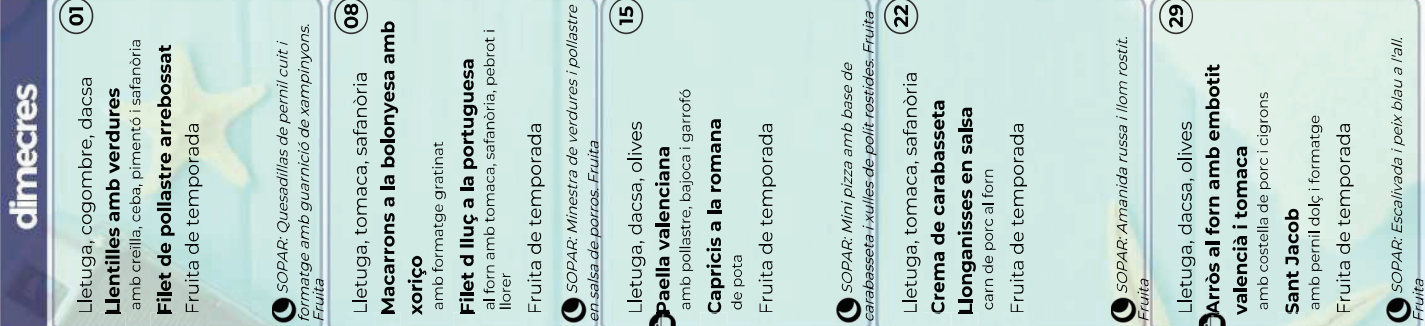 dimecres
01
Lletuga, cogombre, dacsa
Llentilles amb verdures
amb creïlla, ceba, pimentó i safanòria
Filet de pollastre arrebossat
Fruita de temporada
SOPAR: Quesadillas de pernil cuit i
formatge amb guarnició de xampinyons.
Fruita
08
Lletuga, tomaca, safanòria
Macarrons a la bolonyesa amb
xoriço
amb formatge gratinat
Filet d lluç a la portuguesa
al forn amb tomaca, safanòria, pebrot i
llorer
Fruita de temporada
SOPAR: Minestra de verdures i pollastre
en salsa de porros. Fruita
15
Lletuga, dacsa, olives
Paella valenciana
amb pollastre, bajoca i garrofó
Capricis a la romana
de pota
Fruita de temporada
SOPAR: Mini pizza amb base de
carabasseta i xulles de polit rostides. Fruita
22
Lletuga, tomaca, safanòria
Crema de carabasseta
Llonganisses en salsa
carn de porc al forn
Fruita de temporada
SOPAR: Amanida russa i llom rostit.
Fruita
29
Lletuga, dacsa, olives
Arròs al forn amb embotit
valencià i tomaca
amb costella de porc i cigrons
Sant Jacob
amb pernil dolç i formatge
Fruita de temporada
SOPAR: Escalivada i peix blau a l'all.
Fruita